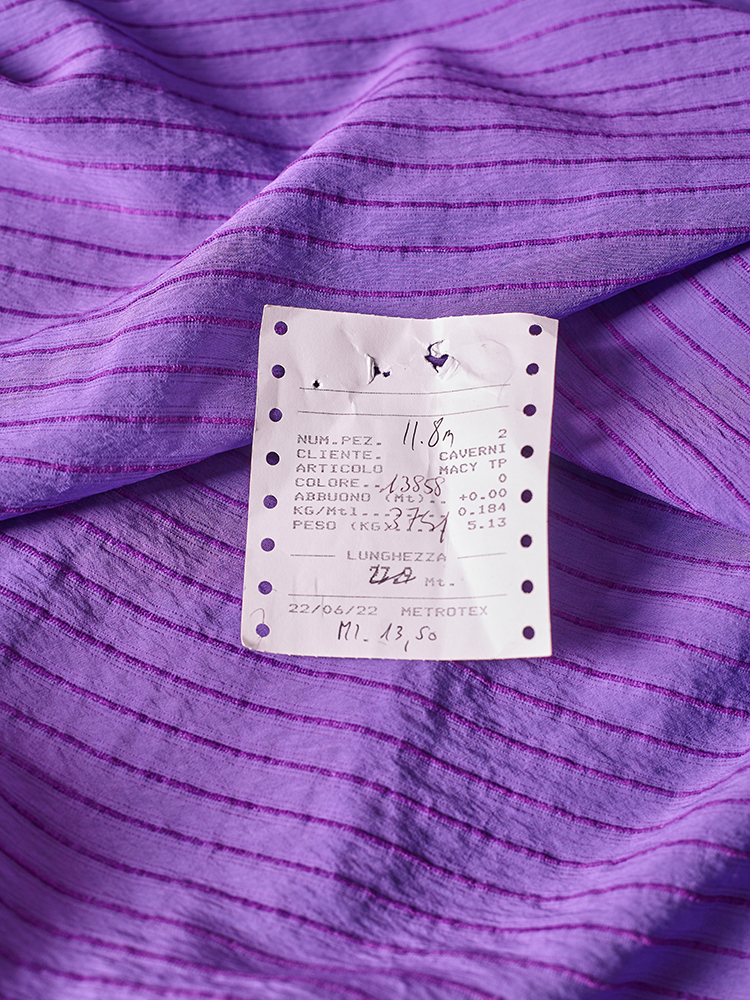 NUM.PEZ. 11.8m 2
CLIENTE. CAVERNI
ARTICOLO MACY TP
COLORE..13858 0
ABBUONO (Mt).. +0.00
KG/Mtl...3751 0.184
PESO (KG).. 5.13
LUNGHEZZA
Mt.
22/06/22 METROTEX
Ml. 13,50